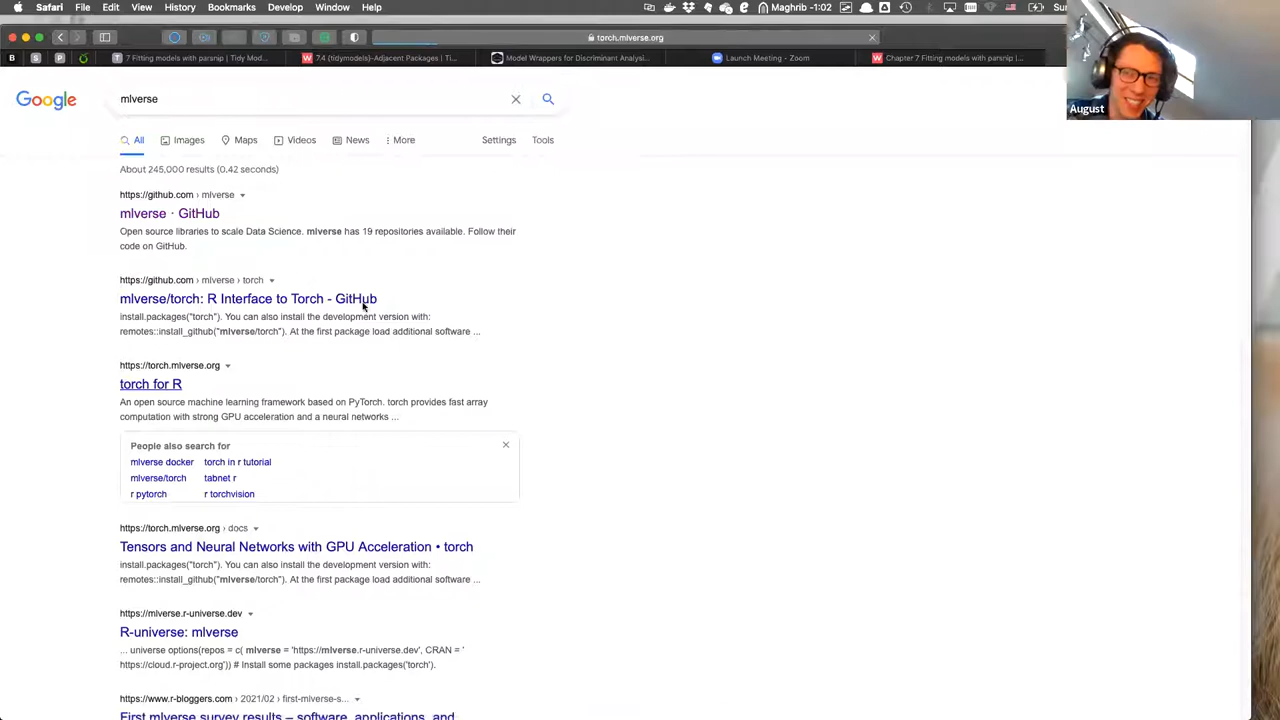 Safari File Edit View History Bookmarks Develop Window Help
Maghrib -1:02
torch.mlverse.org
7 Fitting models with parsnip | Tidy Mod...
7.4 (tidymodels)-Adjacent Packages | Ti...
Model Wrappers for Discriminant Analysi...
Launch Meeting - Zoom
Chapter 7 Fitting models with parsnip |...
August
Google
mlverse
All Images Maps Videos News More Settings Tools
About 245,000 results (0.42 seconds)
https://github.com › mlverse
mlverse · GitHub
Open source libraries to scale Data Science. mlverse has 19 repositories available. Follow their
code on GitHub.
https://github.com › mlverse › torch
mlverse/torch: R Interface to Torch - GitHub
install.packages("torch"). You can also install the development version with:
remotes::install_github("mlverse/torch"). At the first package load additional software ...
https://torch.mlverse.org
torch for R
An open source machine learning framework based on PyTorch. torch provides fast array
computation with strong GPU acceleration and a neural networks ...
People also search for
mlverse docker torch in r tutorial
mlverse/torch tabnet r
r pytorch r torchvision
https://torch.mlverse.org › docs
Tensors and Neural Networks with GPU Acceleration • torch
install.packages("torch"). You can also install the development version with:
remotes::install_github("mlverse/torch"). At the first package load additional software ...
https://mlverse.r-universe.dev
R-universe: mlverse
... universe options(repos = c( mlverse = 'https://mlverse.r-universe.dev', CRAN = '
https://cloud.r-project.org')) # Install some packages install.packages('torch').
https://www.r-bloggers.com › 2021/02 › first-mlverse-s...
First mlverse survey results – software, applications, and